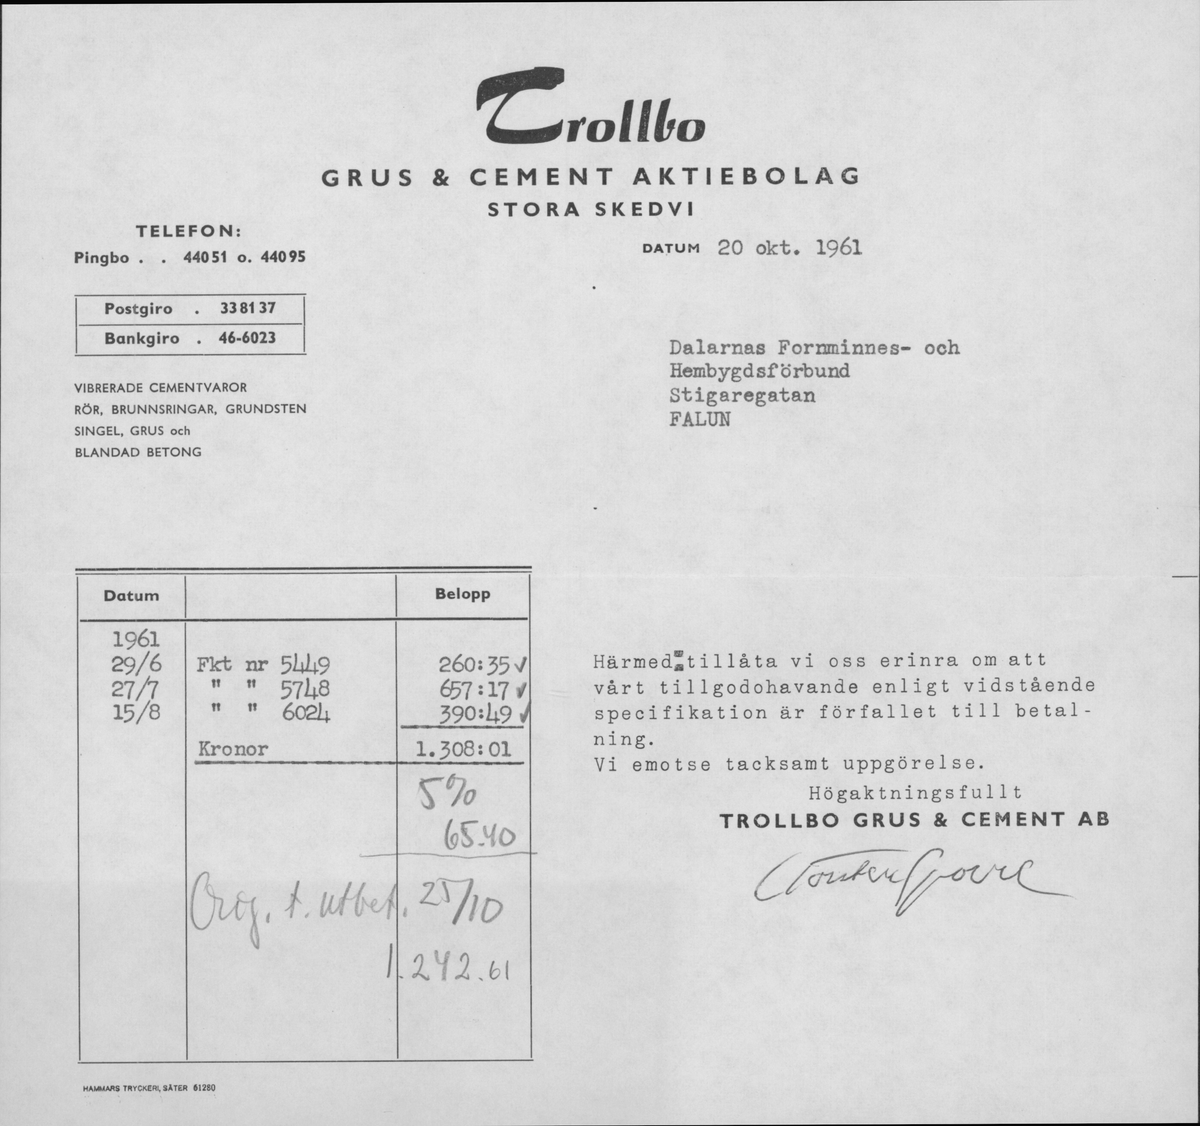 Trollbo
GRUS & CEMENT AKTIEBOLAG
STORA SKEDVI
TELEFON:
Pingbo . . 44051 o. 44095
DATUM 20 okt. 1961
Postgiro . 338137
Bankgiro . 46-6023
Dalarnas Fornminnes- och
Hembygdsförbund
Stigaregatan
FALUN
VIBRERADE CEMENTVAROR
RÖR, BRUNNSRINGAR, GRUNDSTEN
SINGEL, GRUS och
BLANDAD BETONG
Datum Belopp
1961
29/6 Fkt nr 5449 260:35 ✓
27/7 " " 5748 657:17 ✓
15/8 " " 6024 390:49 ✓
Kronor 1.308:01
5%
65.40
Orig. t. utbet. 25/10
1.242.61
Härmed tillåta vi oss erinra om att
vårt tillgodohavande enligt vidstående
specifikation är förfallet till betal-
ning.
Vi emotse tacksamt uppgörelse.
Högaktningsfullt
TROLLBO GRUS & CEMENT AB
HAMMARS TRYCKERI, SÄTER 61280